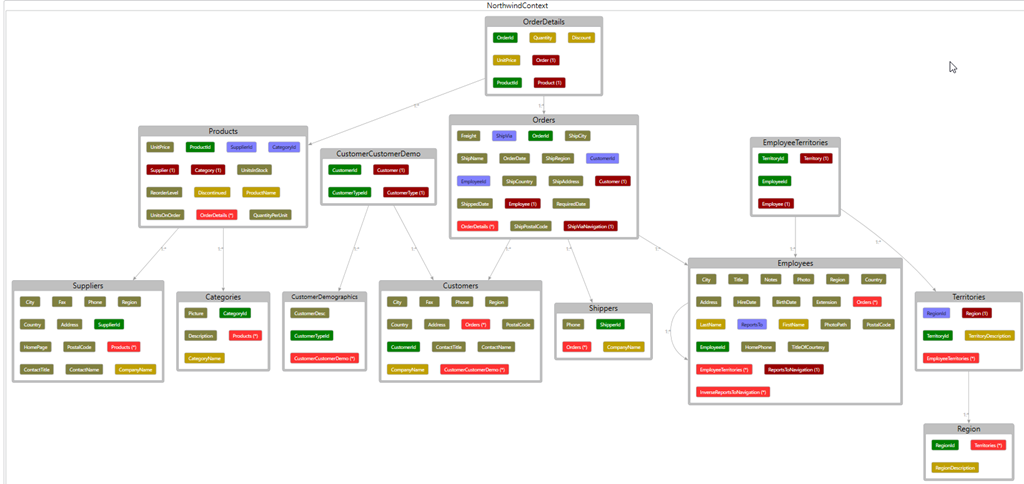 NorthwindContext
OrderDetails
OrderId Quantity Discount
UnitPrice Order (1)
ProductId Product (1)
Products
UnitPrice ProductId SupplierId CategoryId
Supplier (1) Category (1) UnitsInStock
ReorderLevel Discontinued ProductName
UnitsOnOrder OrderDetails (*) QuantityPerUnit
CustomerCustomerDemo
CustomerId Customer (1)
CustomerTypeId CustomerType (1)
Orders
Freight ShipVia OrderId ShipCity
ShipName OrderDate ShipRegion CustomerId
EmployeeId ShipCountry ShipAddress Customer (1)
ShippedDate Employee (1) RequiredDate
OrderDetails (*) ShipPostalCode ShipViaNavigation (1)
EmployeeTerritories
TerritoryId Territory (1)
EmployeeId
Employee (1)
Suppliers
City Fax Phone Region
Country Address SupplierId
HomePage PostalCode Products (*)
ContactTitle ContactName CompanyName
Categories
Picture CategoryId
Description Products (*)
CategoryName
CustomerDemographics
CustomerDesc
CustomerTypeId
CustomerCustomerDemo (*)
Customers
City Fax Phone Region
Country Address Orders (*) PostalCode
CustomerId ContactTitle ContactName
CompanyName CustomerCustomerDemo (*)
Shippers
Phone ShipperId
Orders (*) CompanyName
Employees
City Title Notes Photo Region Country
Address HireDate BirthDate Extension Orders (*)
LastName ReportsTo FirstName PhotoPath PostalCode
EmployeeId HomePhone TitleOfCourtesy
EmployeeTerritories (*) ReportsToNavigation (1)
InverseReportsToNavigation (*)
Territories
RegionId Region (1)
TerritoryId TerritoryDescription
EmployeeTerritories (*)
Region
RegionId Territories (*)
RegionDescription